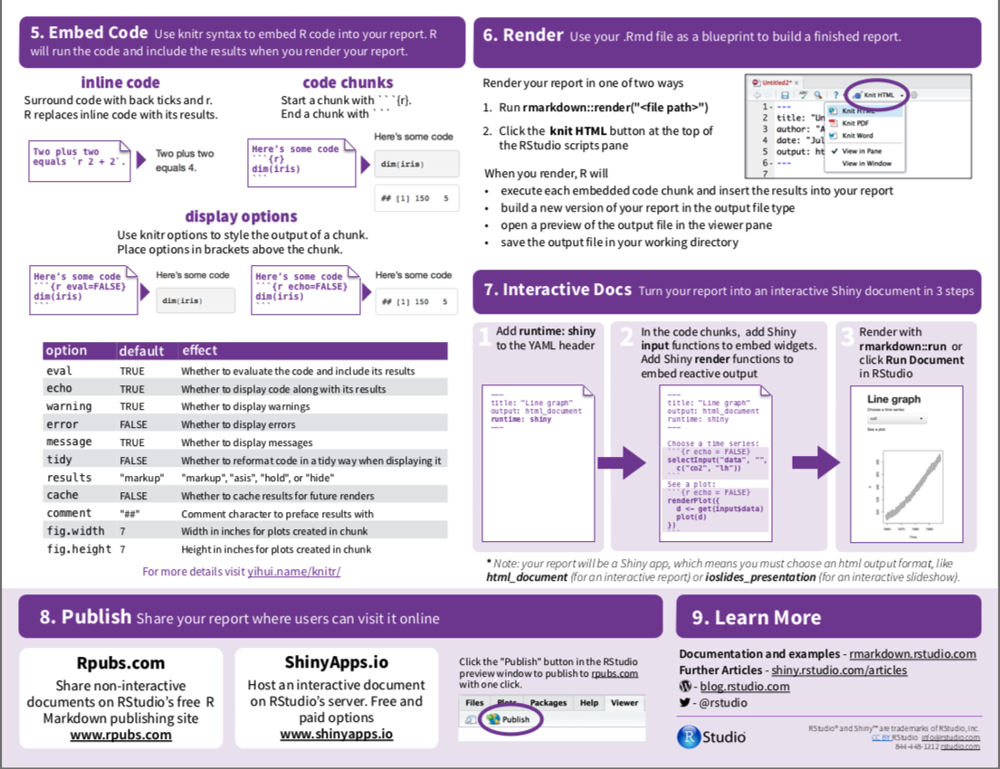 5. Embed Code Use knitr syntax to embed R code into your report. R
will run the code and include the results when you render your report.
inline code
Surround code with back ticks and r.
R replaces inline code with its results.
Two plus two
equals `r 2 + 2`.
Two plus two
equals 4.
code chunks
Start a chunk with ```{r}.
End a chunk with ```
Here's some code
```{r}
dim(iris)
```
Here's some code
dim(iris)
## [1] 150 5
display options
Use knitr options to style the output of a chunk.
Place options in brackets above the chunk.
Here's some code
```{r eval=FALSE}
dim(iris)
```
Here's some code
dim(iris)
Here's some code
```{r echo=FALSE}
dim(iris)
```
Here's some code
## [1] 150 5
option default effect
eval TRUE Whether to evaluate the code and include its results
echo TRUE Whether to display code along with its results
warning TRUE Whether to display warnings
error FALSE Whether to display errors
message TRUE Whether to display messages
tidy FALSE Whether to reformat code in a tidy way when displaying it
results "markup" "markup", "asis", "hold", or "hide"
cache FALSE Whether to cache results for future renders
comment "##" Comment character to preface results with
fig.width 7 Width in inches for plots created in chunk
fig.height 7 Height in inches for plots created in chunk
For more details visit yihui.name/knitr/
6. Render Use your .Rmd file as a blueprint to build a finished report.
Render your report in one of two ways
1. Run rmarkdown::render("<file path>")
2. Click the knit HTML button at the top of
the RStudio scripts pane
Untitled2* ×
? Knit HTML
1 ---
2 title: "Un
3 author: "A
4 date: "Jul
5 output: ht
6 ---
7
Knit HTML
Knit PDF
Knit Word
✓ View in Pane
View in Window
When you render, R will
• execute each embedded code chunk and insert the results into your report
• build a new version of your report in the output file type
• open a preview of the output file in the viewer pane
• save the output file in your working directory
7. Interactive Docs Turn your report into an interactive Shiny document in 3 steps
1 Add runtime: shiny
to the YAML header
---
title: "Line graph"
output: html_document
runtime: shiny
---
2 In the code chunks, add Shiny
input functions to embed widgets.
Add Shiny render functions to
embed reactive output
---
title: "Line graph"
output: html_document
runtime: shiny
---
Choose a time series:
```{r echo = FALSE}
selectInput("data", "",
c("co2", "lh"))
```
See a plot:
```{r echo = FALSE}
renderPlot({
d <- get(input$data)
plot(d)
})
```
3 Render with
rmarkdown::run or
click Run Document
in RStudio
Line graph
Choose a time series:
co2
See a plot:
Time
* Note: your report will be a Shiny app, which means you must choose an html output format, like
html_document (for an interactive report) or ioslides_presentation (for an interactive slideshow).
8. Publish Share your report where users can visit it online
Rpubs.com
Share non-interactive
documents on RStudio's free R
Markdown publishing site
www.rpubs.com
ShinyApps.io
Host an interactive document
on RStudio's server. Free and
paid options
www.shinyapps.io
Click the "Publish" button in the RStudio
preview window to publish to rpubs.com
with one click.
Files Plots Packages Help Viewer
Publish
9. Learn More
Documentation and examples - rmarkdown.rstudio.com
Further Articles - shiny.rstudio.com/articles
- blog.rstudio.com
- @rstudio
R Studio
RStudio® and Shiny™ are trademarks of RStudio, Inc.
CC BY RStudio info@rstudio.com
844-448-1212 rstudio.com